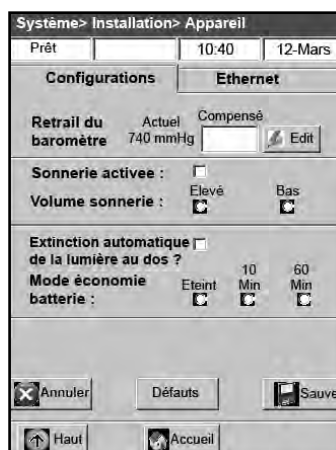 Système> Installation> Appareil
Prêt 10:40 12-Mars
Configurations Ethernet
Compensé
Retrail du Actuel
baromètre 740 mmHg Edit
Sonnerie activee :
Elevé Bas
Volume sonnerie :
Extinction automatique
de la lumière au dos ?
10 60
Mode économie Eteint Min Min
batterie :
Annuler Défauts Sauve
Haut Accueil